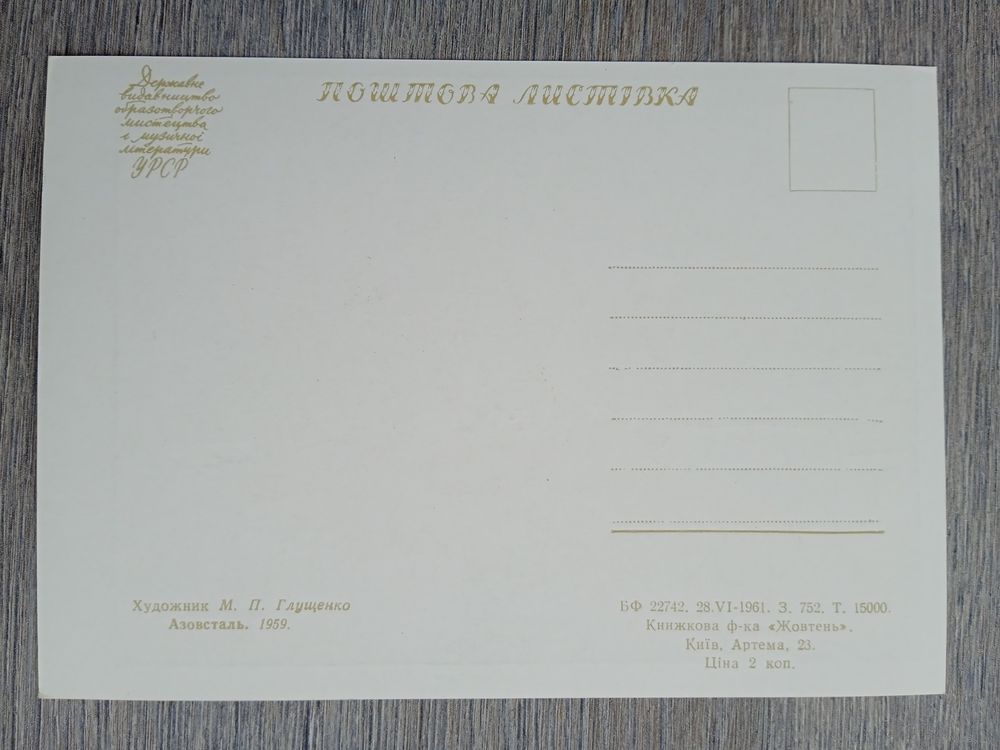 Державне
видавництво
образотворчого
мистецтва
і музичної
літератури
УРСР
ПОШТОВА ЛИСТІВКА
Художник М. П. Глущенко
Азовсталь. 1959.
БФ 22742. 28.VI-1961. З. 752. Т. 15000.
Книжкова ф-ка «Жовтень».
Київ, Артема, 23.
Ціна 2 коп.